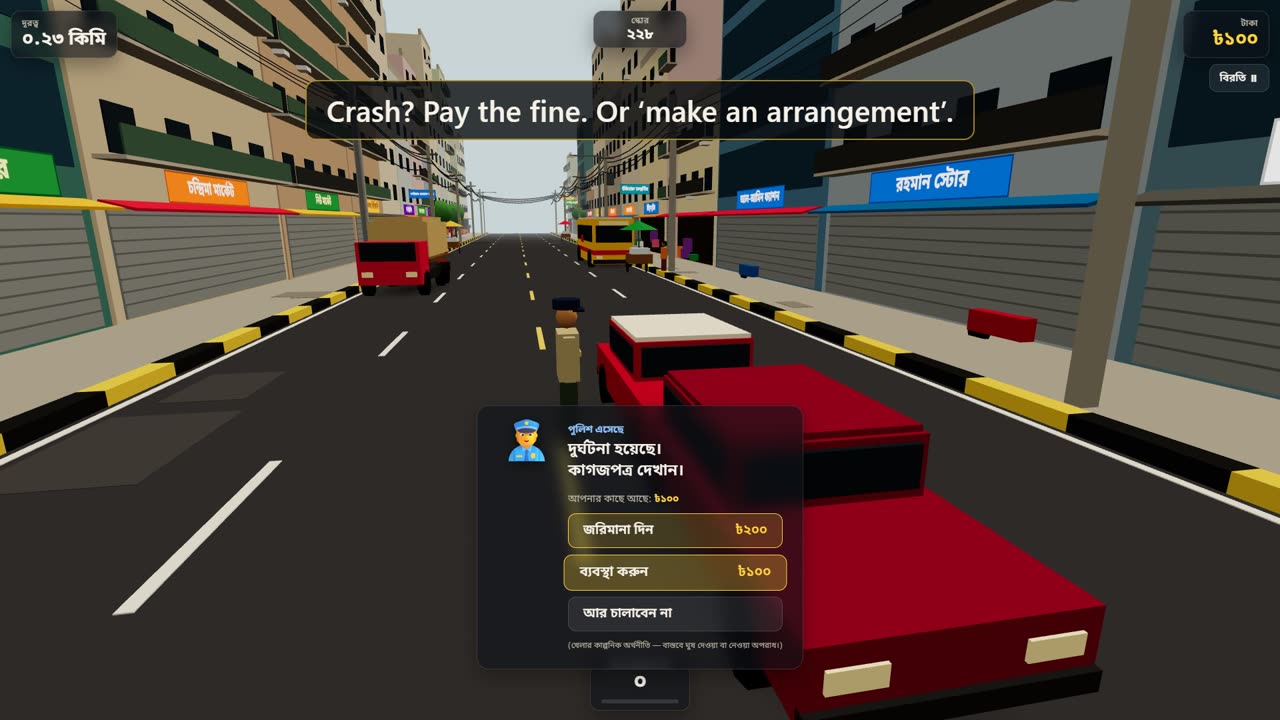 দূরত্ব
০.২৩ কিমি
স্কোর
২২৮
টাকা
৳১০০
বিরতি ॥
Crash? Pay the fine. Or ‘make an arrangement’.
চন্দ্রিমা মার্কেট
রহমান স্টোর
পুলিশ এসেছে
দুর্ঘটনা হয়েছে।
কাগজপত্র দেখান।
আপনার কাছে আছে: ৳১০০
জরিমানা দিন ৳২০০
ব্যবস্থা করুন ৳১০০
আর চালাবেন না
(খেলার কাল্পনিক অর্থনীতি — বাস্তবে ঘুষ দেওয়া বা নেওয়া অপরাধ।)
০